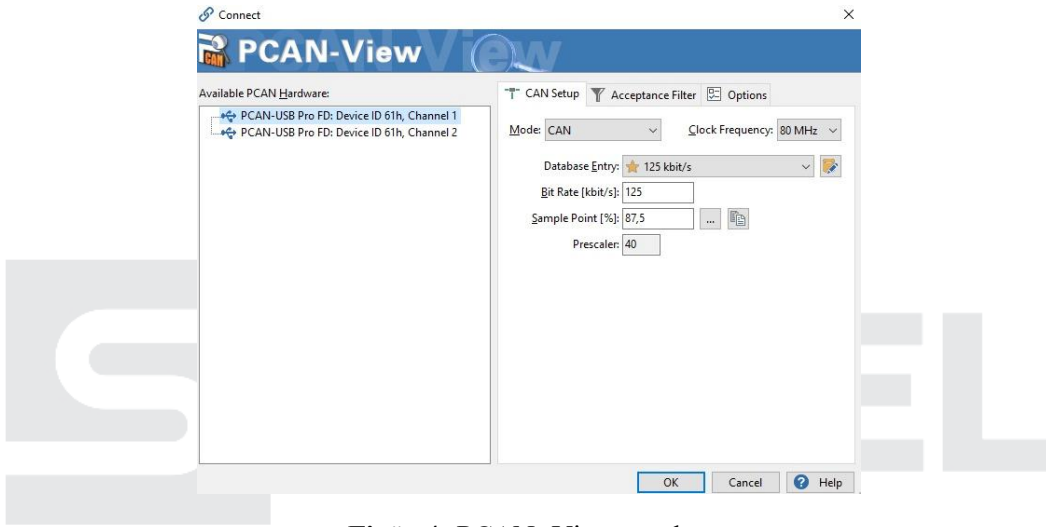 Connect
PCAN-View
Available PCAN Hardware:
PCAN-USB Pro FD: Device ID 61h, Channel 1
PCAN-USB Pro FD: Device ID 61h, Channel 2
CAN Setup
Acceptance Filter
Options
Mode: CAN
Clock Frequency: 80 MHz
Database Entry: 125 kbit/s
Bit Rate [kbit/s]: 125
Sample Point [%]: 87,5
...
Prescaler: 40
OK
Cancel
Help